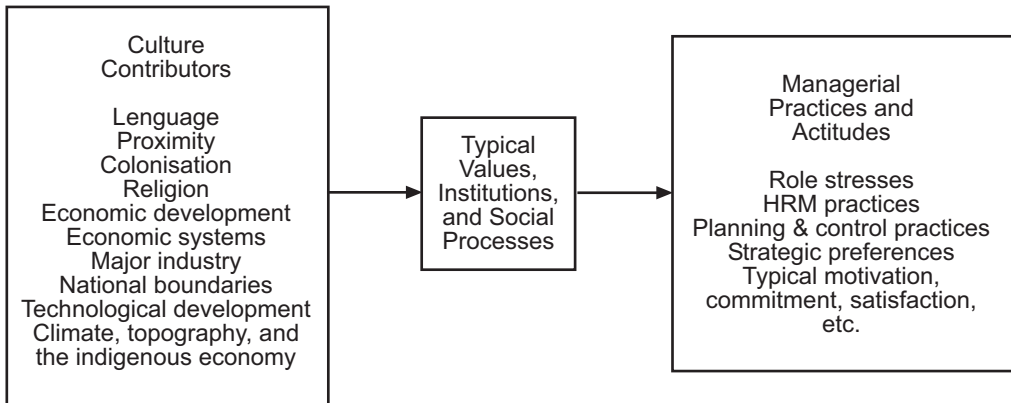 Culture
Contributors
Lenguage
Proximity
Colonisation
Religion
Economic development
Economic systems
Major industry
National boundaries
Technological development
Climate, topography, and
the indigenous economy
Typical
Values,
Institutions,
and Social
Processes
Managerial
Practices and
Actitudes
Role stresses
HRM practices
Planning & control practices
Strategic preferences
Typical motivation,
commitment, satisfaction,
etc.